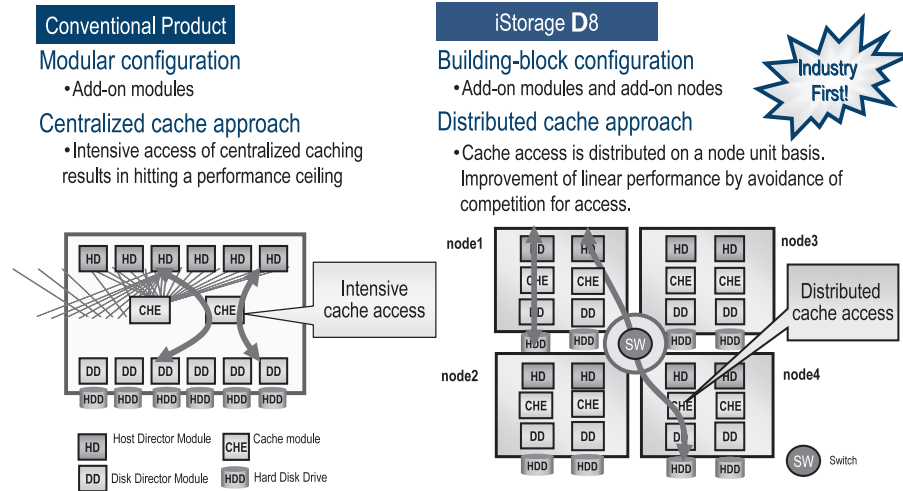 Conventional Product
Modular configuration
•Add-on modules
Centralized cache approach
•Intensive access of centralized caching
results in hitting a performance ceiling
HD HD HD HD HD HD
CHE CHE
Intensive
cache access
DD DD DD DD DD DD
HDD HDD HDD HDD HDD HDD
HD Host Director Module
CHE Cache module
DD Disk Director Module
HDD Hard Disk Drive
iStorage D8
Building-block configuration
•Add-on modules and add-on nodes
Industry
First!
Distributed cache approach
•Cache access is distributed on a node unit basis.
Improvement of linear performance by avoidance of
competition for access.
node1
HD HD
CHE CHE
DD DD
HDD HDD
node3
HD HD
CHE CHE
DD DD
HDD HDD
Distributed
cache access
SW
node2
HD HD
CHE CHE
DD DD
HDD HDD
node4
HD HD
CHE CHE
DD DD
HDD HDD
SW Switch